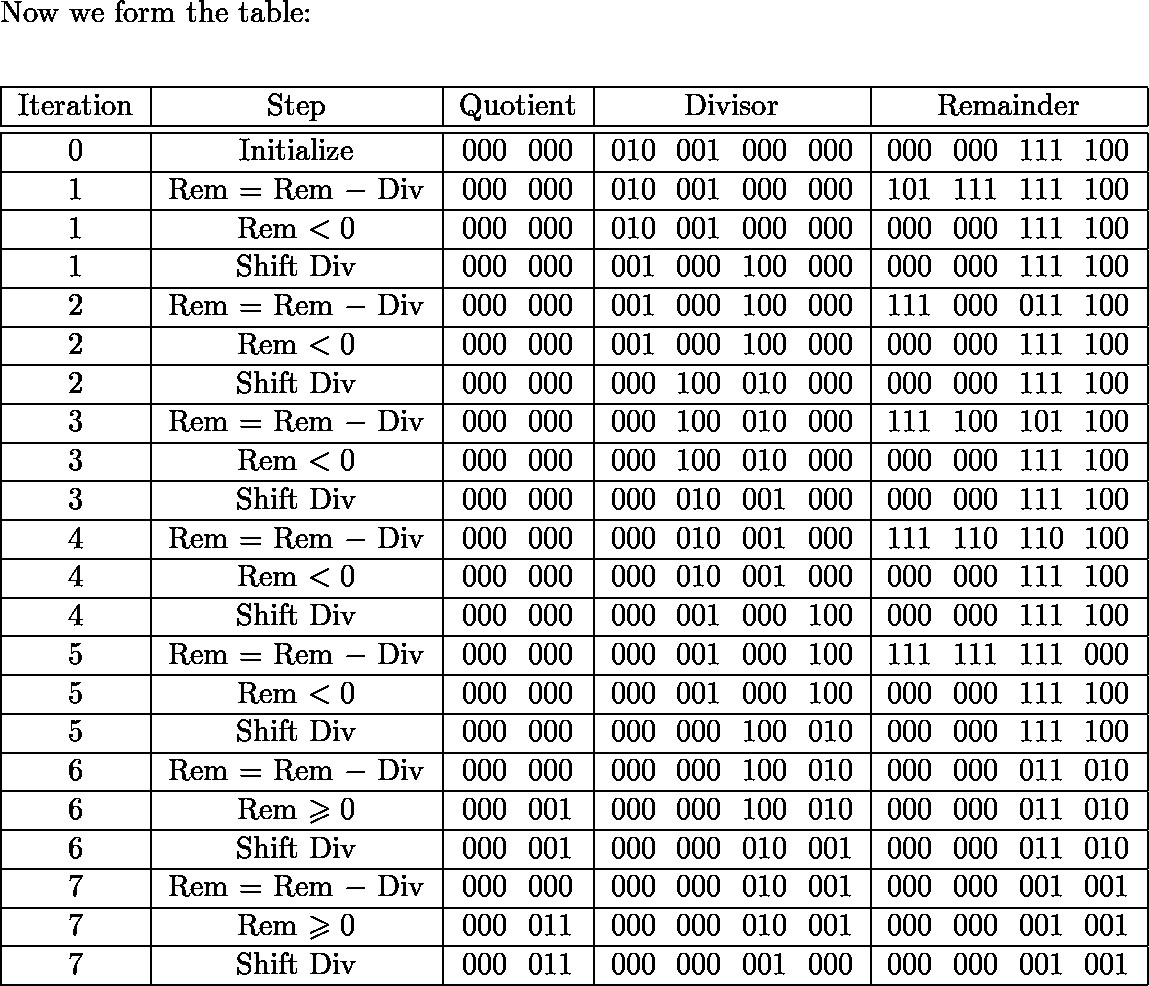 Now we form the table:
Iteration Step Quotient Divisor Remainder
0 Initialize 000 000 010 001 000 000 000 000 111 100
1 Rem = Rem − Div 000 000 010 001 000 000 101 111 111 100
1 Rem < 0 000 000 010 001 000 000 000 000 111 100
1 Shift Div 000 000 001 000 100 000 000 000 111 100
2 Rem = Rem − Div 000 000 001 000 100 000 111 000 011 100
2 Rem < 0 000 000 001 000 100 000 000 000 111 100
2 Shift Div 000 000 000 100 010 000 000 000 111 100
3 Rem = Rem − Div 000 000 000 100 010 000 111 100 101 100
3 Rem < 0 000 000 000 100 010 000 000 000 111 100
3 Shift Div 000 000 000 010 001 000 000 000 111 100
4 Rem = Rem − Div 000 000 000 010 001 000 111 110 110 100
4 Rem < 0 000 000 000 010 001 000 000 000 111 100
4 Shift Div 000 000 000 001 000 100 000 000 111 100
5 Rem = Rem − Div 000 000 000 001 000 100 111 111 111 000
5 Rem < 0 000 000 000 001 000 100 000 000 111 100
5 Shift Div 000 000 000 000 100 010 000 000 111 100
6 Rem = Rem − Div 000 000 000 000 100 010 000 000 011 010
6 Rem ⩾ 0 000 001 000 000 100 010 000 000 011 010
6 Shift Div 000 001 000 000 010 001 000 000 011 010
7 Rem = Rem − Div 000 000 000 000 010 001 000 000 001 001
7 Rem ⩾ 0 000 011 000 000 010 001 000 000 001 001
7 Shift Div 000 011 000 000 001 000 000 000 001 001